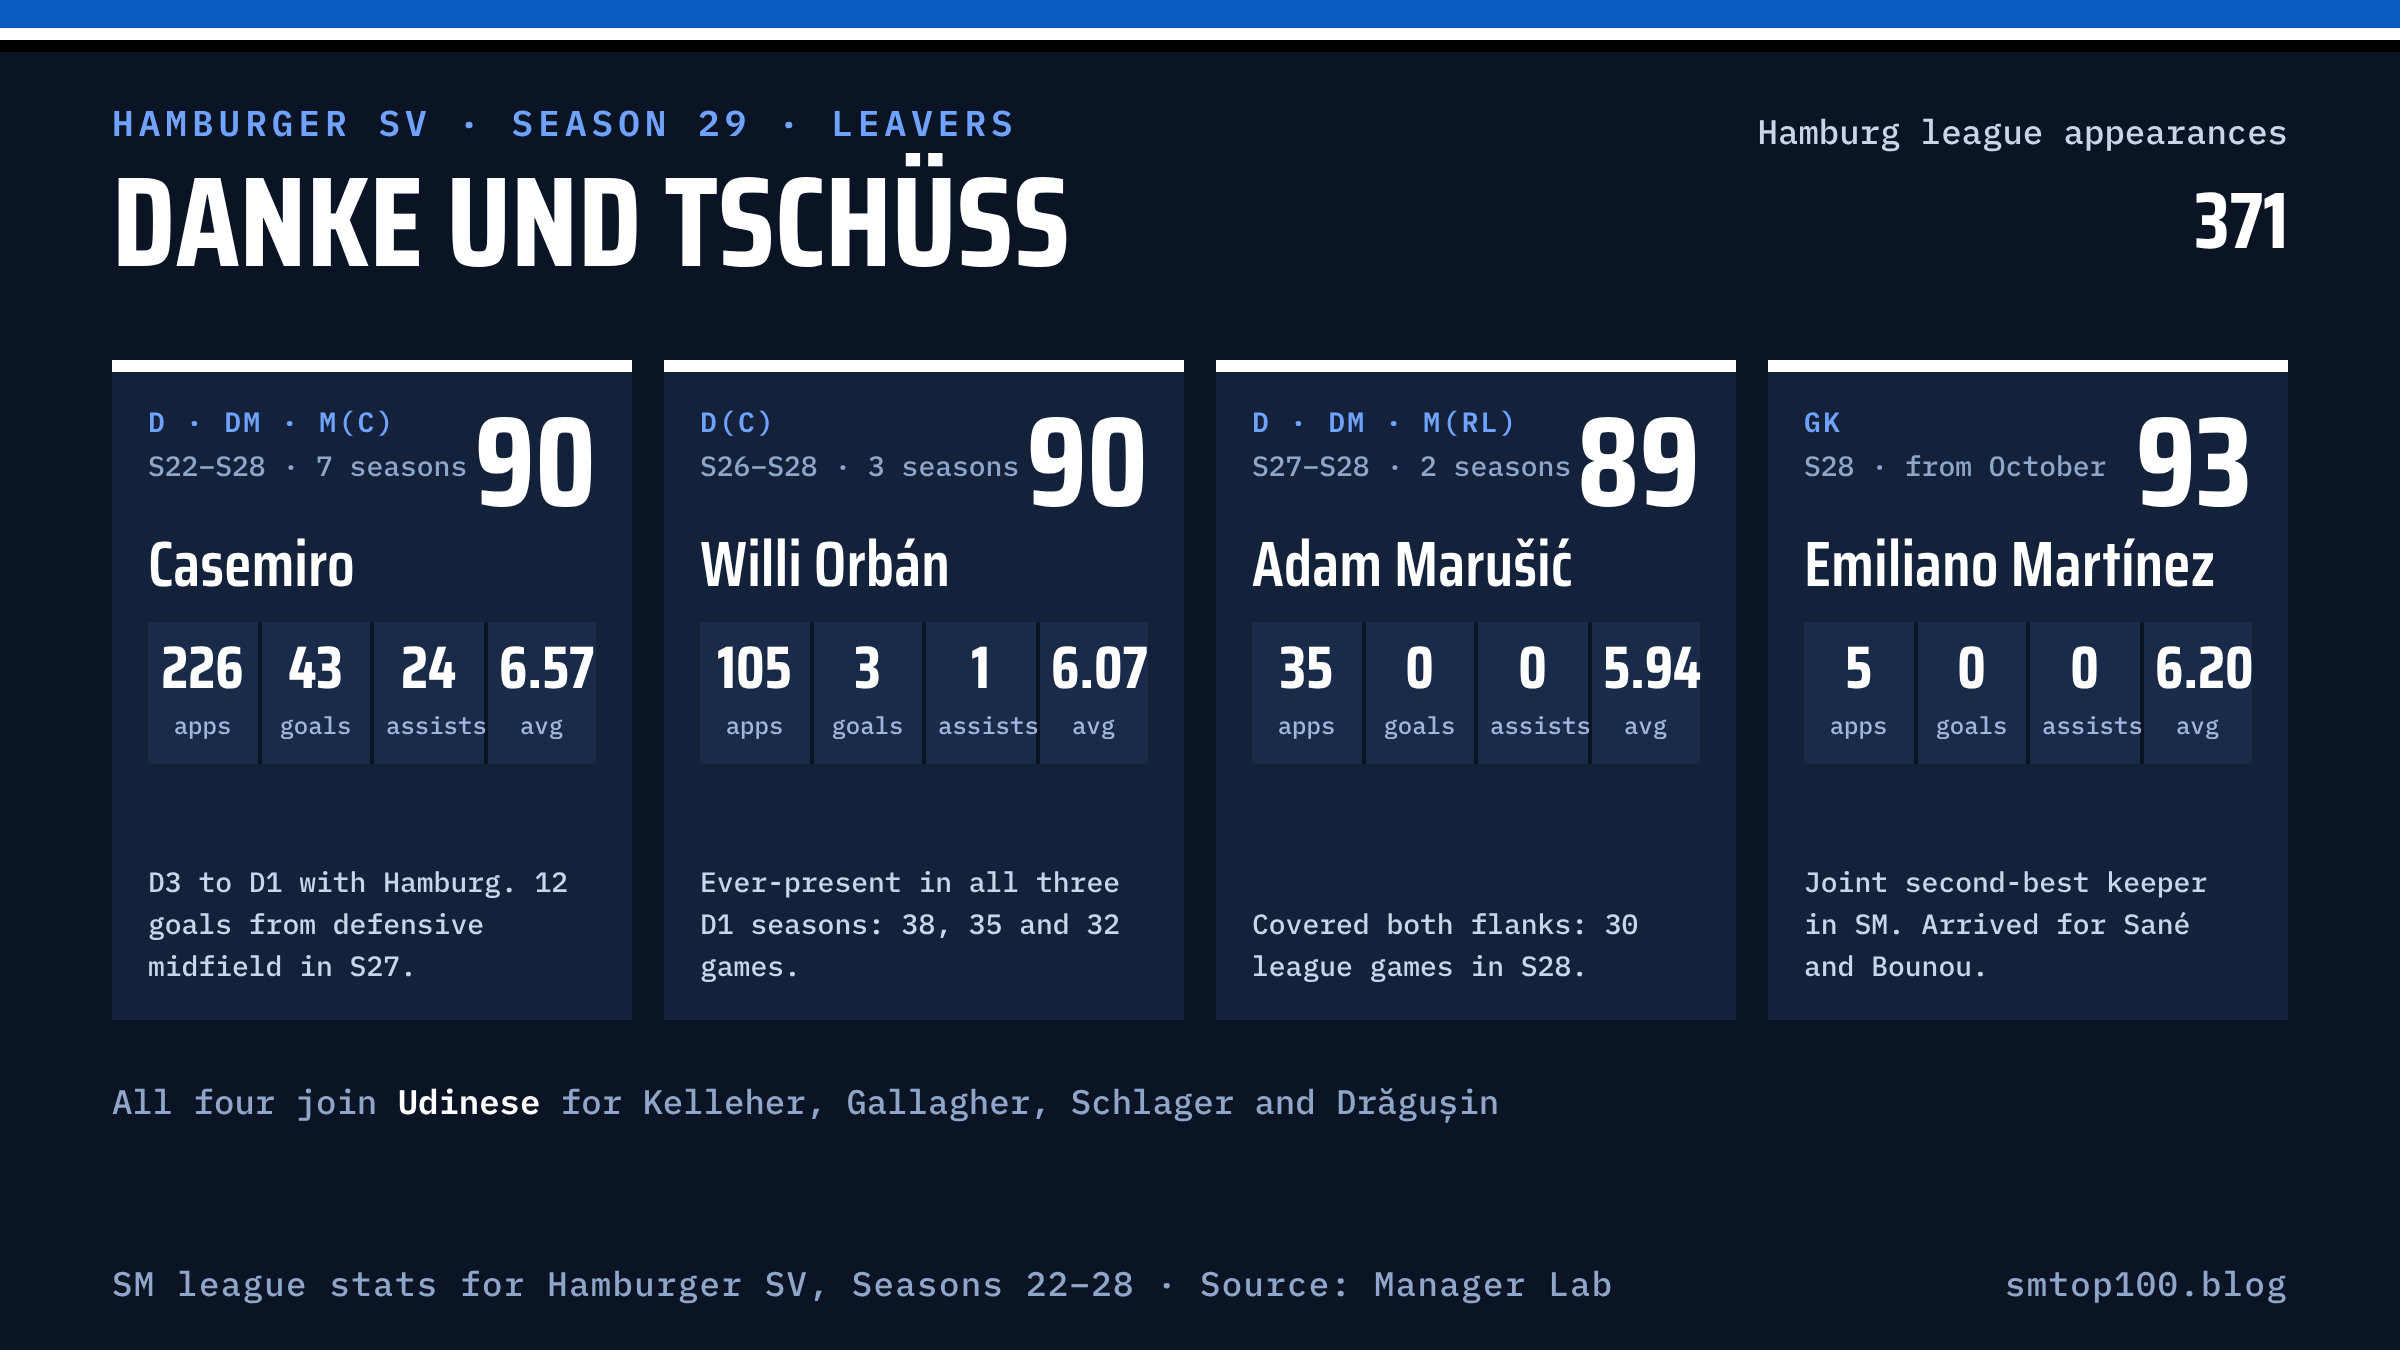 HAMBURGER SV · SEASON 29 · LEAVERS
DANKE UND TSCHÜSS
Hamburg league appearances
371
D · DM · M(C)
S22–S28 · 7 seasons
90
Casemiro
226 43 24 6.57
apps goals assists avg
D3 to D1 with Hamburg. 12
goals from defensive
midfield in S27.
D(C)
S26–S28 · 3 seasons
90
Willi Orbán
105 3 1 6.07
apps goals assists avg
Ever-present in all three
D1 seasons: 38, 35 and 32
games.
D · DM · M(RL)
S27–S28 · 2 seasons
89
Adam Marušić
35 0 0 5.94
apps goals assists avg
Covered both flanks: 30
league games in S28.
GK
S28 · from October
93
Emiliano Martínez
5 0 0 6.20
apps goals assists avg
Joint second-best keeper
in SM. Arrived for Sané
and Bounou.
All four join Udinese for Kelleher, Gallagher, Schlager and Drăgușin
SM league stats for Hamburger SV, Seasons 22–28 · Source: Manager Lab
smtop100.blog